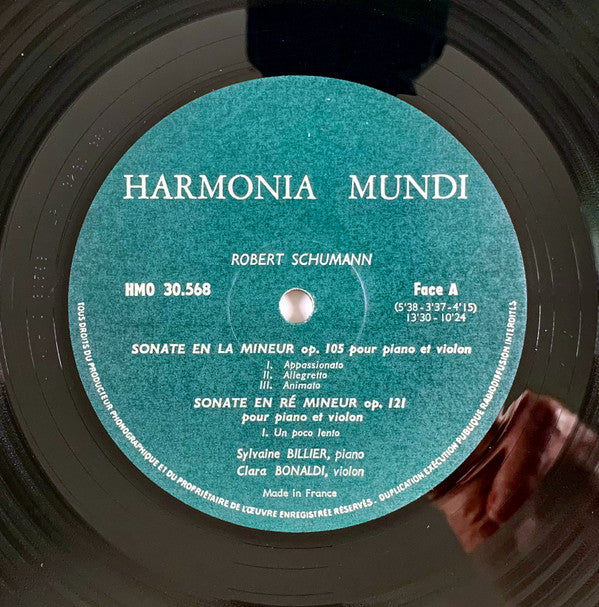 HARMONIA MUNDI
ROBERT SCHUMANN
HMO 30.568
Face A
(5'38 - 3'37 - 4'15)
13'30 - 10'24
SONATE EN LA MINEUR op. 105 pour piano et violon
I. Appassionato
II. Allegretto
III. Animato
SONATE EN RÉ MINEUR op. 121
pour piano et violon
I. Un poco lento
Sylvaine BILLIER, piano
Clara BONALDI, violon
Made in France
TOUS DROITS DU PRODUCTEUR PHONOGRAPHIQUE ET DU PROPRIÉTAIRE DE L'ŒUVRE ENREGISTRÉE RÉSERVÉS - DUPLICATION EXÉCUTION PUBLIQUE RADIODIFFUSION INTERDITES